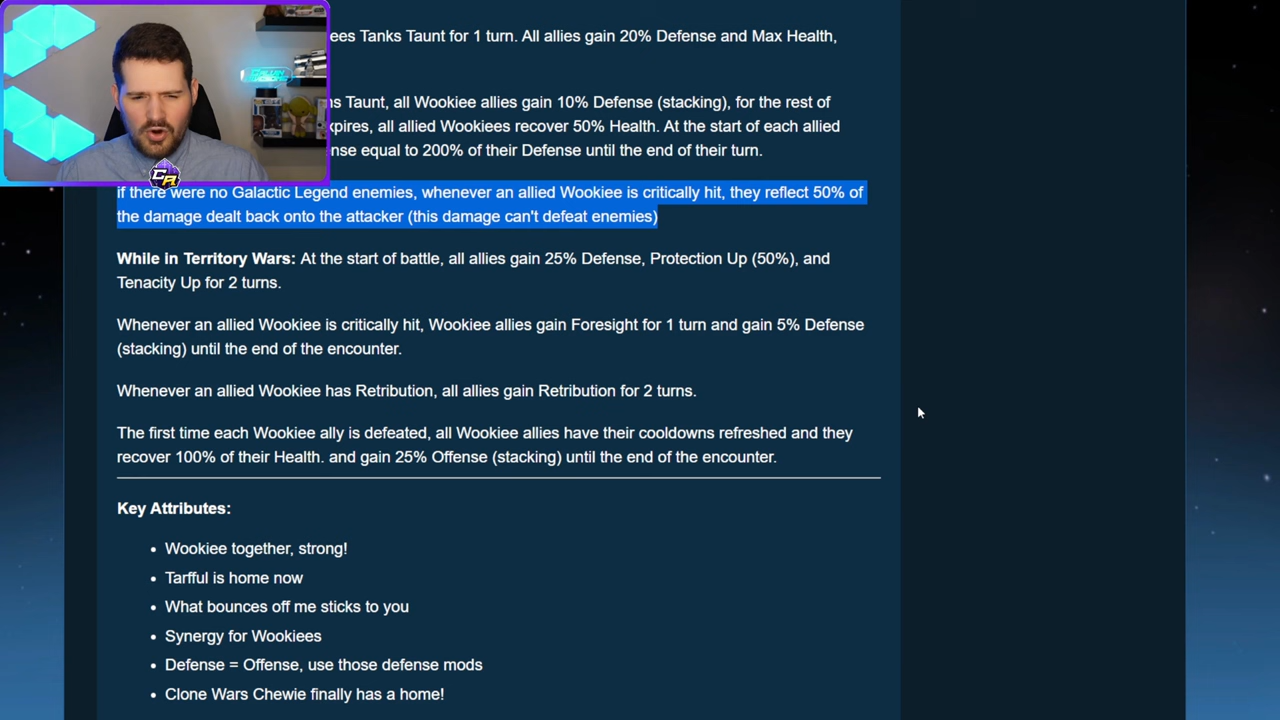 ees Tanks Taunt for 1 turn. All allies gain 20% Defense and Max Health,
ns Taunt, all Wookiee allies gain 10% Defense (stacking), for the rest of
xpires, all allied Wookiees recover 50% Health. At the start of each allied
nse equal to 200% of their Defense until the end of their turn.
if there were no Galactic Legend enemies, whenever an allied Wookiee is critically hit, they reflect 50% of
the damage dealt back onto the attacker (this damage can't defeat enemies)
While in Territory Wars: At the start of battle, all allies gain 25% Defense, Protection Up (50%), and
Tenacity Up for 2 turns.
Whenever an allied Wookiee is critically hit, Wookiee allies gain Foresight for 1 turn and gain 5% Defense
(stacking) until the end of the encounter.
Whenever an allied Wookiee has Retribution, all allies gain Retribution for 2 turns.
The first time each Wookiee ally is defeated, all Wookiee allies have their cooldowns refreshed and they
recover 100% of their Health. and gain 25% Offense (stacking) until the end of the encounter.
Key Attributes:
• Wookiee together, strong!
• Tarfful is home now
• What bounces off me sticks to you
• Synergy for Wookiees
• Defense = Offense, use those defense mods
• Clone Wars Chewie finally has a home!